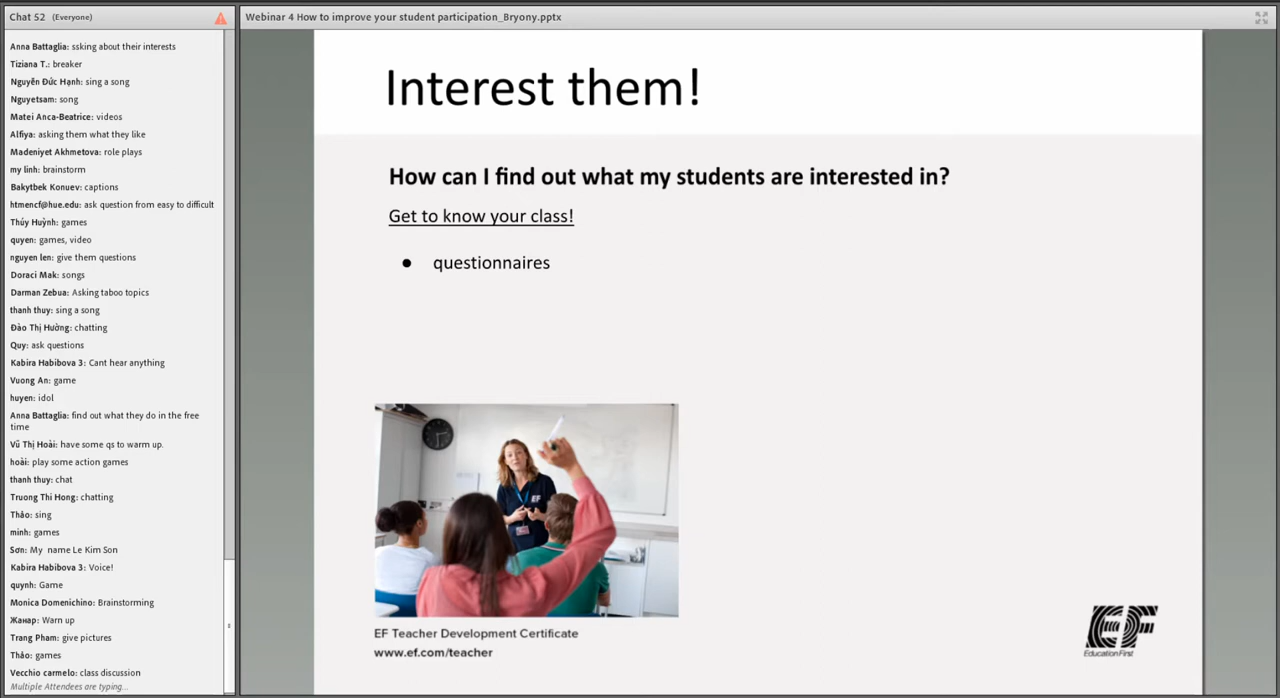 Chat 52 (Everyone)
Anna Battaglia: ssking about their interests
Tiziana T.: breaker
Nguyễn Đức Hạnh: sing a song
Nguyetsam: song
Matei Anca-Beatrice: videos
Alfiya: asking them what they like
Madeniyet Akhmetova: role plays
my linh: brainstorm
Bakytbek Konuev: captions
htmencf@hue.edu: ask question from easy to difficult
Thúy Huỳnh: games
quyen: games, video
nguyen len: give them questions
Doraci Mak: songs
Darman Zebua: Asking taboo topics
thanh thuy: sing a song
Đào Thị Hường: chatting
Quy: ask questions
Kabira Habibova 3: Cant hear anything
Vuong An: game
huyen: idol
Anna Battaglia: find out what they do in the free
time
Vũ Thị Hoài: have some qs to warm up.
hoài: play some action games
thanh thuy: chat
Truong Thi Hong: chatting
Thảo: sing
minh: games
Sơn: My name Le Kim Son
Kabira Habibova 3: Voice!
quynh: Game
Monica Domenichino: Brainstorming
Жанар: Warn up
Trang Pham: give pictures
Thảo: games
Vecchio carmelo: class discussion
Multiple Attendees are typing...
Webinar 4 How to improve your student participation_Bryony.pptx
Interest them!
How can I find out what my students are interested in?
Get to know your class!
● questionnaires
EF
EF Teacher Development Certificate
www.ef.com/teacher
EF
Education First